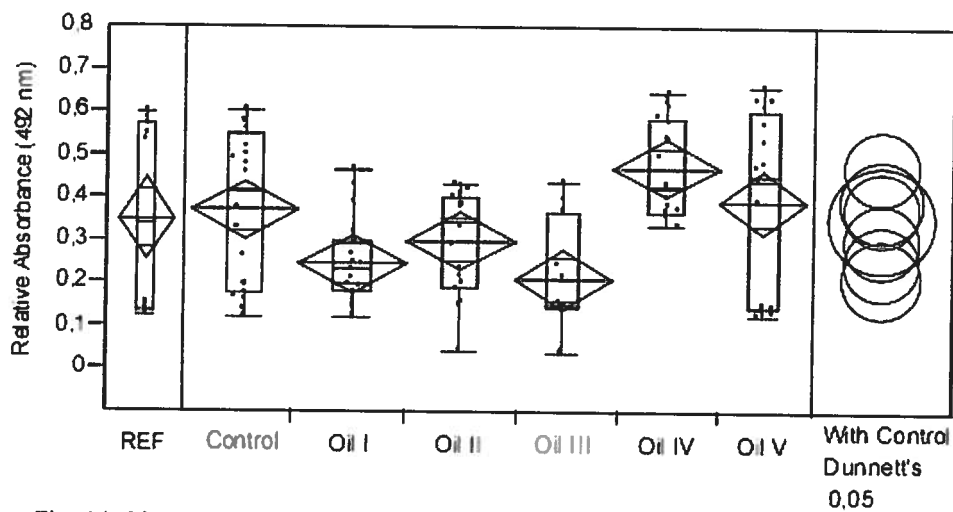 Relative Absorbance (492 nm)
0,8
0,7
0,6
0,5
0,4
0,3
0,2
0,1
0
REF
Control
Oil I
Oil II
Oil III
Oil IV
Oil V
With Control
Dunnett's
0,05